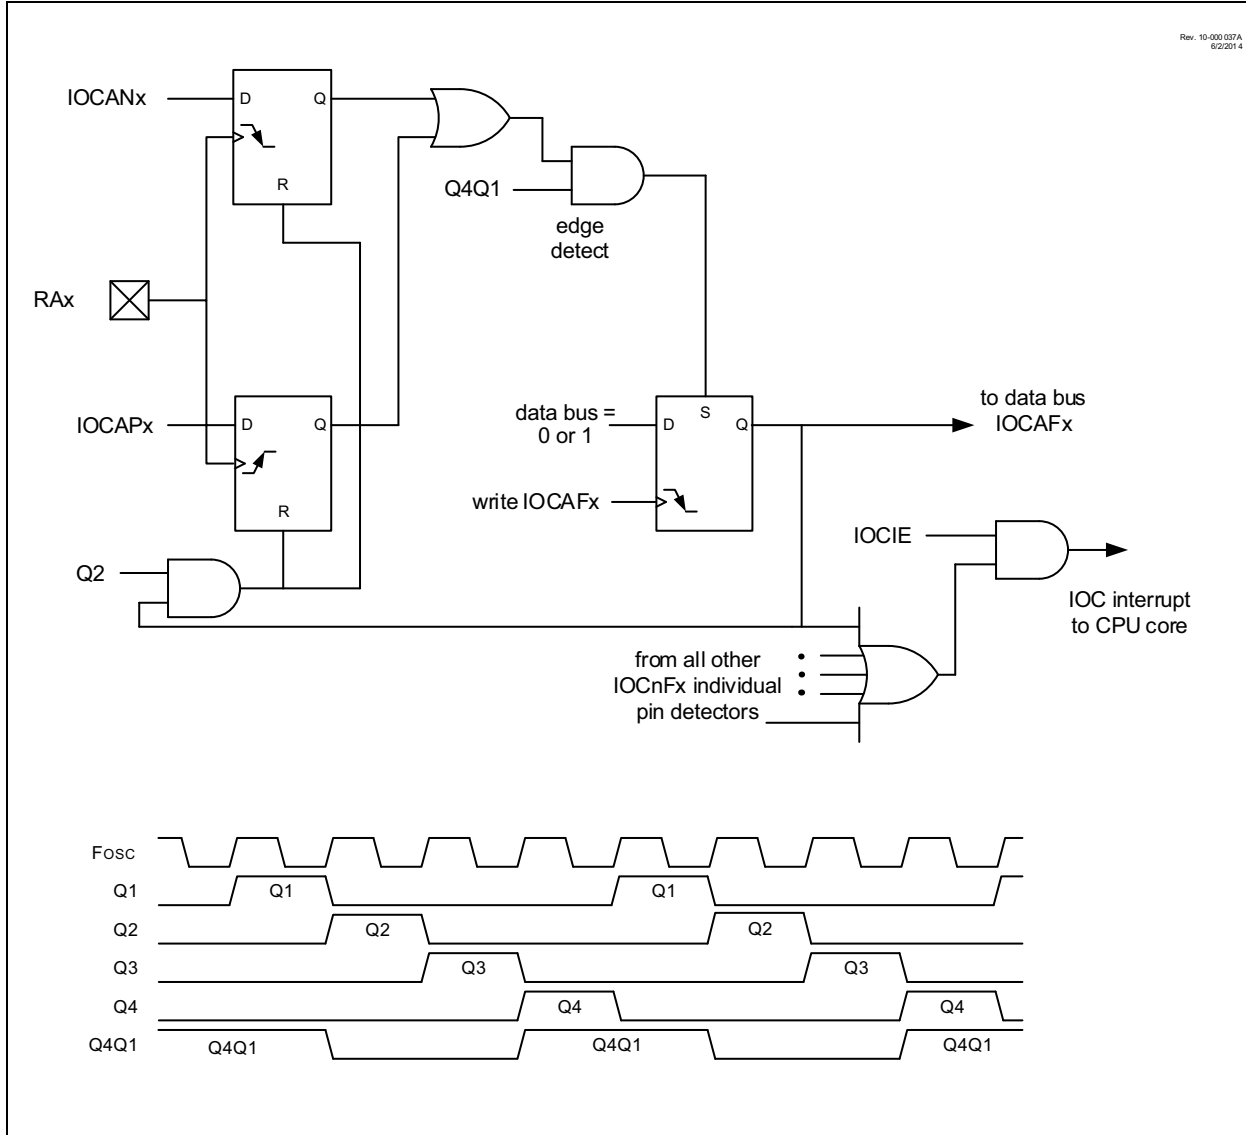 Rev. 10-000 037A
6/2/201 4
IOCANx
D
Q
R
Q4Q1
edge
detect
RAx
IOCAPx
D
Q
R
data bus =
0 or 1
S
D
Q
to data bus
IOCAFx
write IOCAFx
IOCIE
Q2
IOC interrupt
to CPU core
from all other
IOCnFx individual
pin detectors
FOSC
Q1
Q1
Q1
Q2
Q2
Q2
Q3
Q3
Q3
Q4
Q4
Q4
Q4Q1
Q4Q1
Q4Q1
Q4Q1